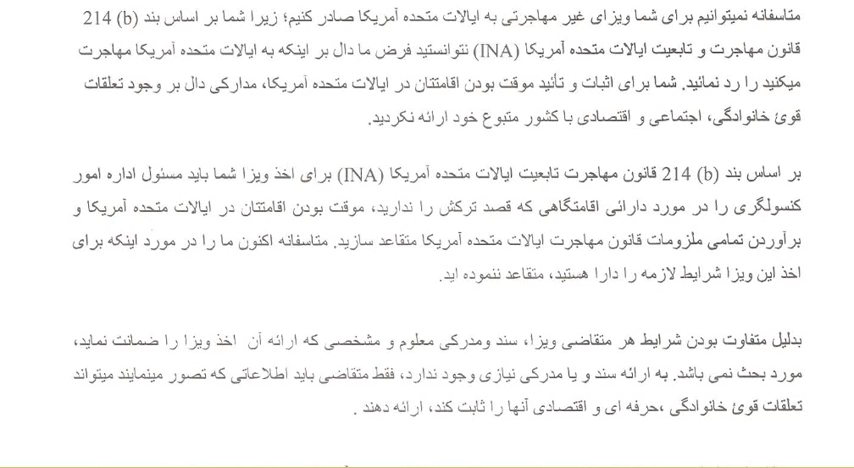 متاسفانه نمیتوانیم برای شما ویزای غیر مهاجرتی به ایالات متحده آمریکا صادر کنیم؛ زیرا شما بر اساس بند 214 (b)
قانون مهاجرت و تابعیت ایالات متحده آمریکا (INA) نتوانستید فرض ما دال بر اینکه به ایالات متحده آمریکا مهاجرت
میکنید را رد نمائید. شما برای اثبات و تأئید موقت بودن اقامتتان در ایالات متحده آمریکا، مدارکی دال بر وجود تعلقات
قوئ خانوادگی، اجتماعی و اقتصادی با کشور متبوع خود ارائه نکردید.
بر اساس بند 214 (b) قانون مهاجرت تابعیت ایالات متحده آمریکا (INA) برای اخذ ویزا شما باید مسئول اداره امور
کنسولگری را در مورد دارائی اقامتگاهی که قصد ترکش را ندارید، موقت بودن اقامتتان در ایالات متحده آمریکا و
برآوردن تمامی ملزومات قانون مهاجرت ایالات متحده آمریکا متقاعد سازید. متاسفانه اکنون ما را در مورد اینکه برای
اخذ این ویزا شرایط لازمه را دارا هستید، متقاعد ننموده اید.
بدلیل متفاوت بودن شرایط هر متقاضی ویزا، سند ومدرکی معلوم و مشخصی که ارائه آن اخذ ویزا را ضمانت نماید،
مورد بحث نمی باشد. به ارائه سند و یا مدرکی نیازی وجود ندارد، فقط متقاضی باید اطلاعاتی که تصور مینمایند میتواند
تعلقات قوئ خانوادگی ،حرفه ای و اقتصادی آنها را ثابت کند، ارائه دهند .